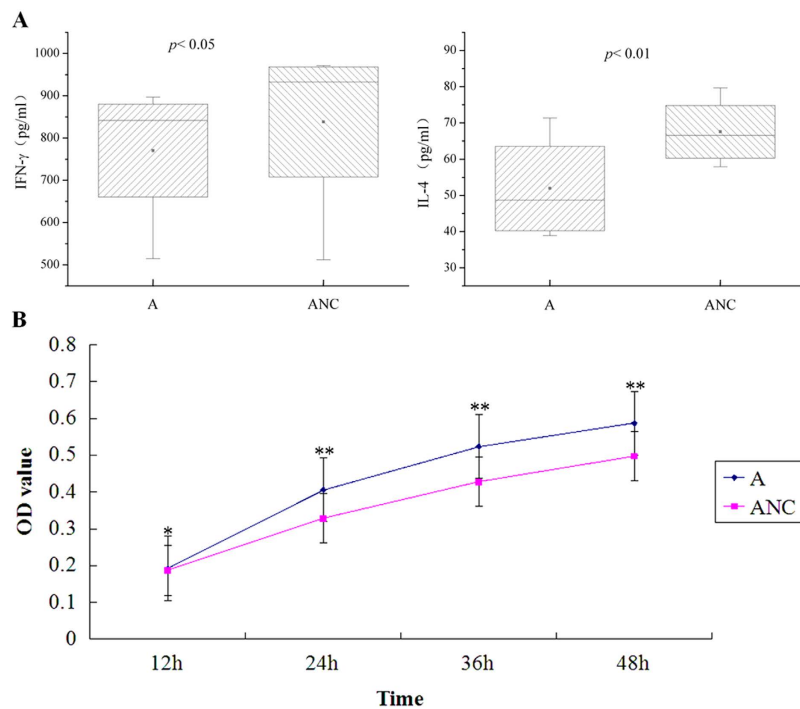 A
p< 0.05
IFN-γ (pg/ml)
1000
900
800
700
600
500
A
ANC
p< 0.01
IL-4 (pg/ml)
90
80
70
60
50
40
30
A
ANC
B
OD value
0.8
0.7
0.6
0.5
0.4
0.3
0.2
0.1
0
*
**
**
**
12h
24h
36h
48h
Time
A
ANC